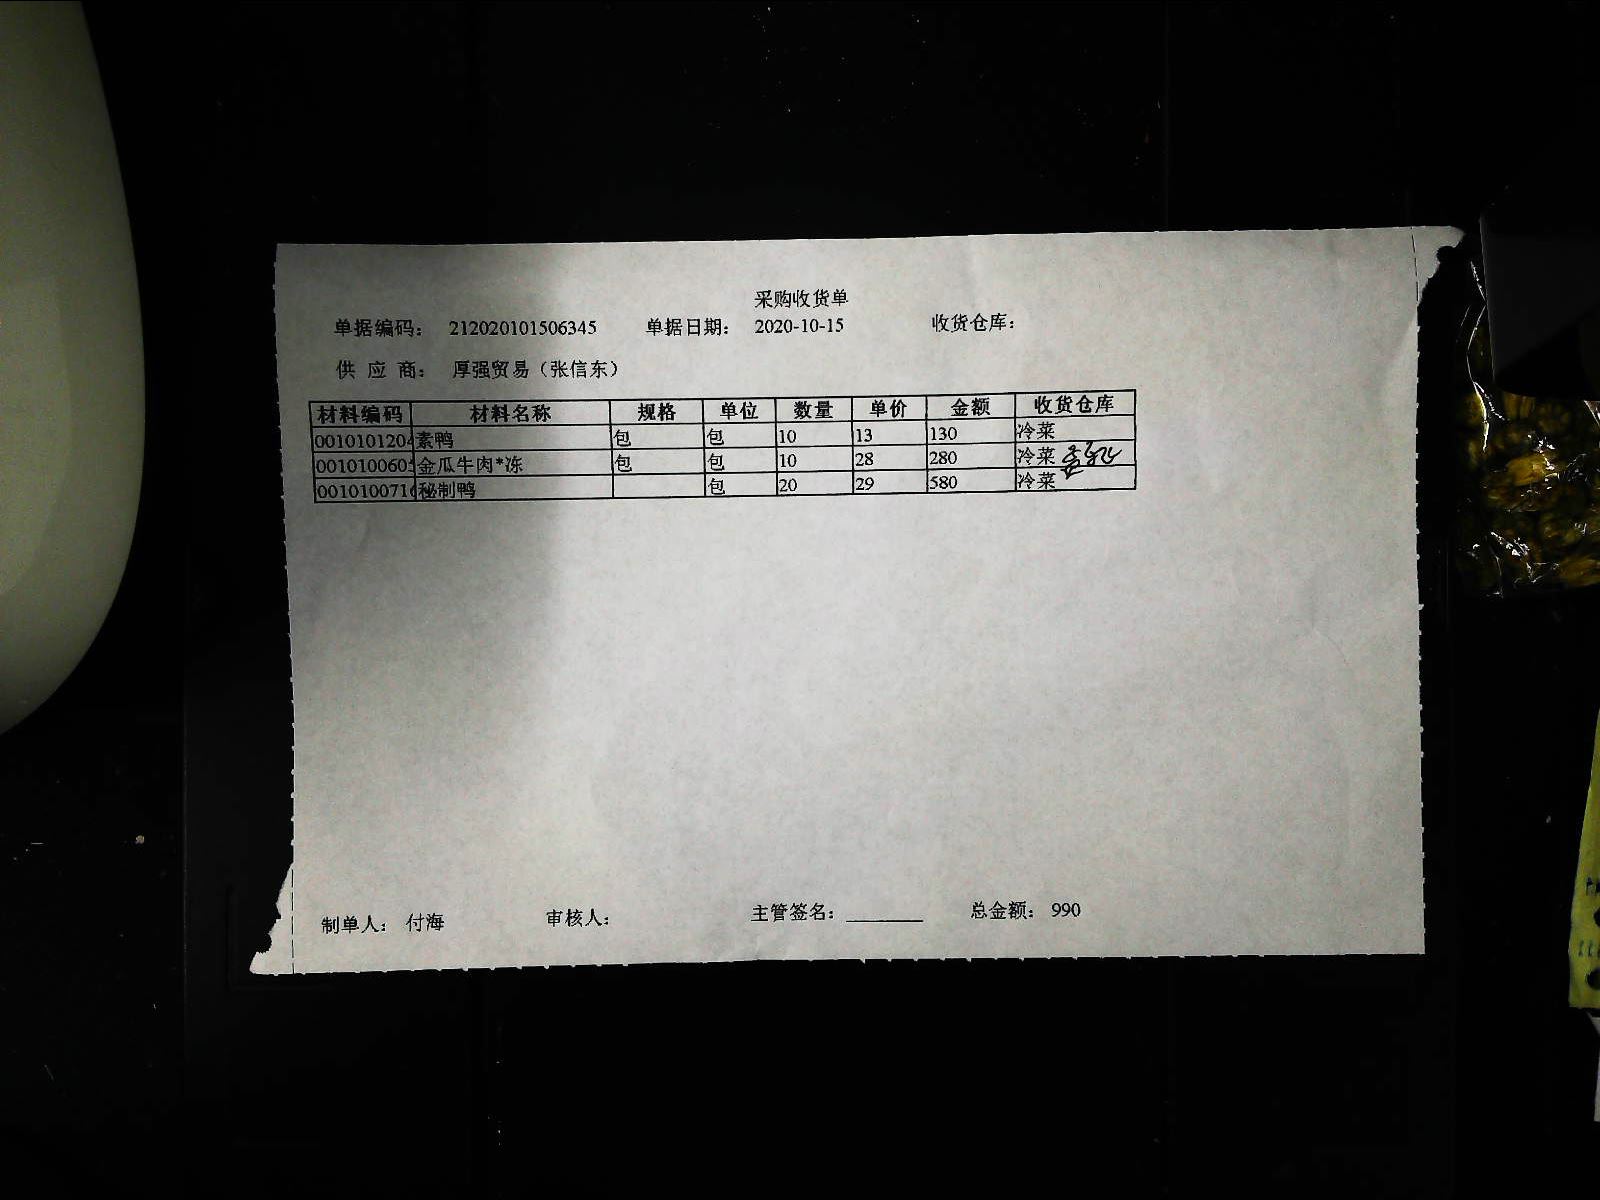 采购收货单
单据编码： 212020101506345 单据日期： 2020-10-15 收货仓库：
供 应 商： 厚强贸易（张信东）
材料编码 材料名称 规格 单位 数量 单价 金额 收货仓库
0010101204 素鸭 包 包 10 13 130 冷菜
001010060 金瓜牛肉*冻 包 包 10 28 280 冷菜
001010071 秘制鸭 包 20 29 580 冷菜
制单人： 付海 审核人： 主管签名： ________ 总金额： 990